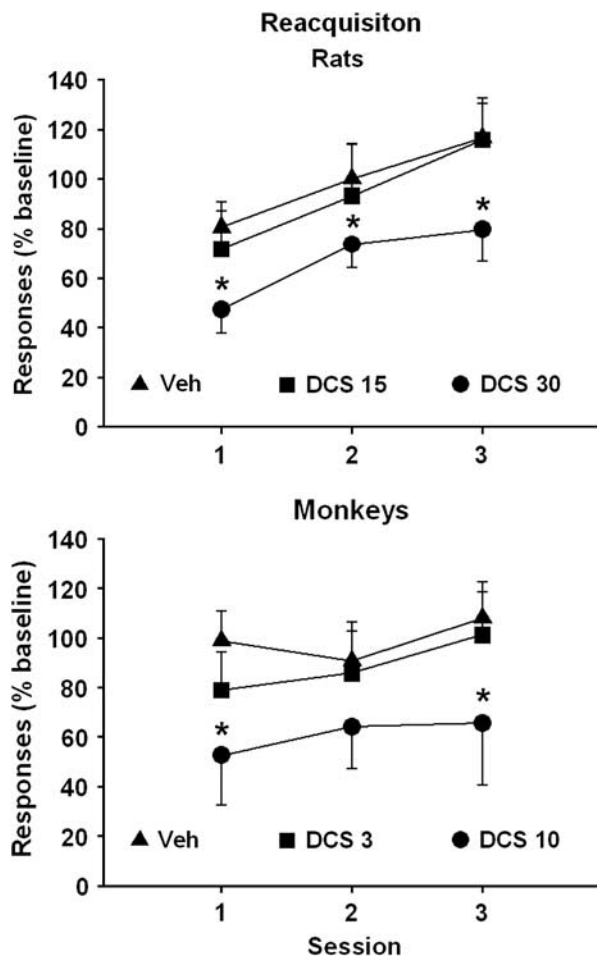 Reacquisiton
Rats
Responses (% baseline)
140
120
100
80
60
40
20
0
*
*
*
Veh
DCS 15
DCS 30
1
2
3
Monkeys
Responses (% baseline)
140
120
100
80
60
40
20
0
*
*
Veh
DCS 3
DCS 10
1
2
3
Session